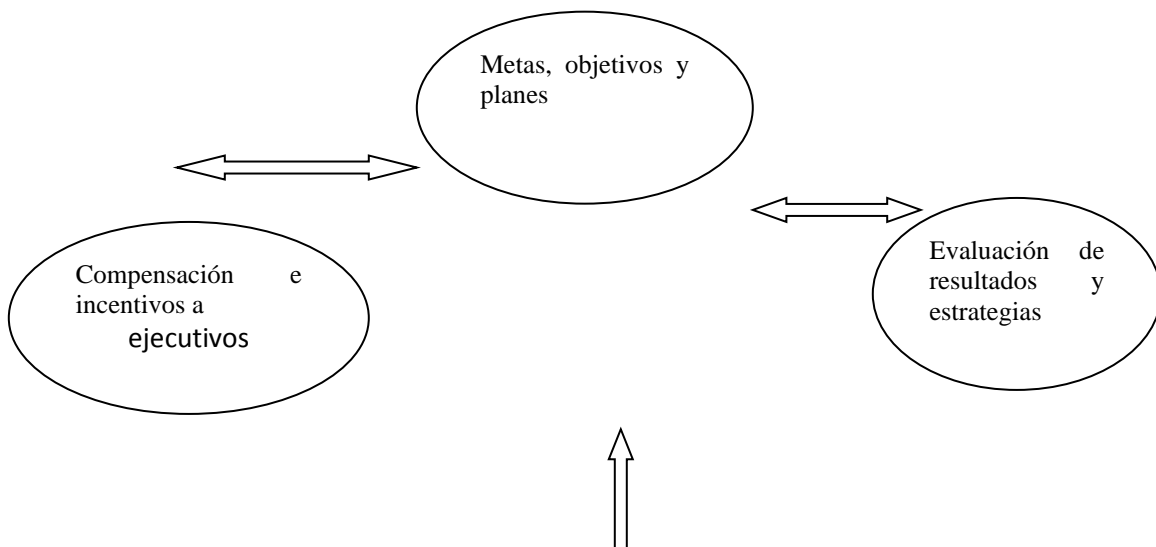 Metas, objetivos y
planes
Compensación e
incentivos a
ejecutivos
Evaluación de
resultados y
estrategias